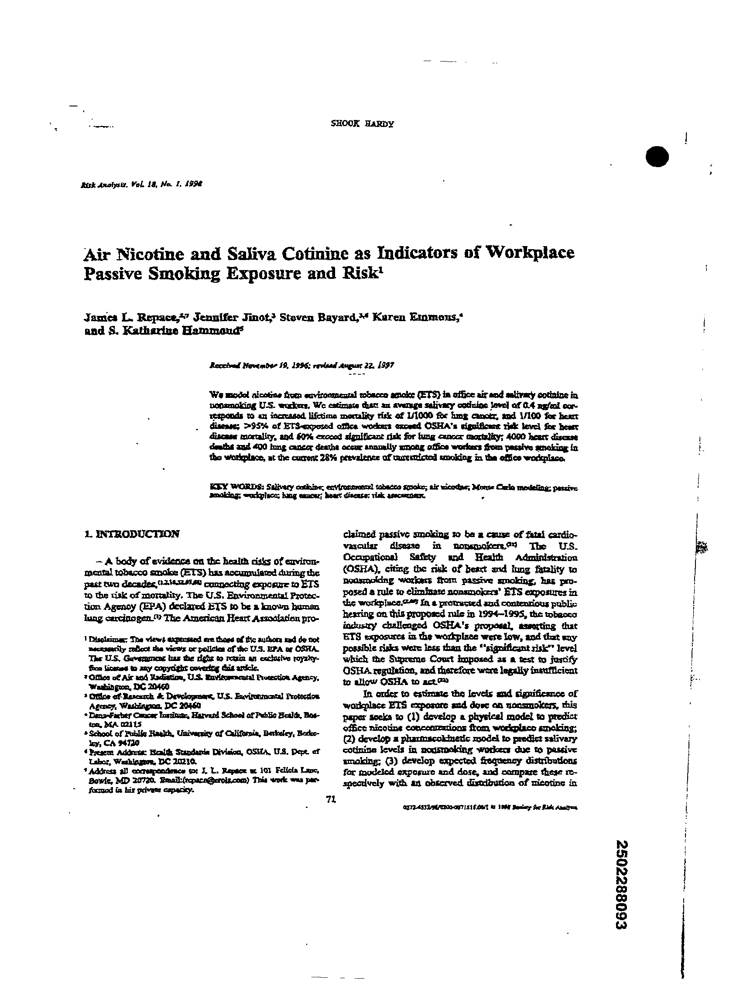 SHOOK HARDY
Risk Analysis, Vol. 18, No. 1, 1998
Air Nicotine and Saliva Cotinine as Indicators of Workplace
Passive Smoking Exposure and Risk¹
James L. Repace,²,⁷ Jennifer Jinot,³ Steven Bayard,³,⁶ Karen Emmons,⁴
and S. Katharine Hammond⁵
Received November 19, 1996; revised August 22, 1997
We model nicotine from environmental tobacco smoke (ETS) in office air and salivary cotinine in
nonsmoking U.S. workers. We estimate that an average salivary cotinine level of 0.4 ng/ml cor-
responds to an increased lifetime mortality risk of 1/1000 for lung cancer, and 1/100 for heart
disease; >95% of ETS-exposed office workers exceed OSHA's significant risk level for heart
disease mortality, and 60% exceed significant risk for lung cancer mortality; 4000 heart disease
deaths and 400 lung cancer deaths occur annually among office workers from passive smoking in
the workplace, at the current 28% prevalence of unrestricted smoking in the office workplace.
KEY WORDS: Salivary cotinine; environmental tobacco smoke; air nicotine; Monte Carlo modeling; passive
smoking; workplace; lung cancer; heart disease; risk assessment.
1. INTRODUCTION
A body of evidence on the health risks of environ-
mental tobacco smoke (ETS) has accumulated during the
past two decades, connecting exposure to ETS
to the risk of mortality. The U.S. Environmental Protec-
tion Agency (EPA) declared ETS to be a known human
lung carcinogen. The American Heart Association pro-
¹ Disclaimer: The views expressed are those of the authors and do not
necessarily reflect the views or policies of the U.S. EPA or OSHA.
The U.S. Government has the right to retain an exclusive royalty-
free license to any copyright covering this article.
² Office of Air and Radiation, U.S. Environmental Protection Agency,
Washington, DC 20460
³ Office of Research & Development, U.S. Environmental Protection
Agency, Washington, DC 20460
⁴ Dana-Farber Cancer Institute, Harvard School of Public Health, Bos-
ton, MA 02115
⁵ School of Public Health, University of California, Berkeley, Berke-
ley, CA 94720
⁶ Present Address: Health Standards Division, OSHA, U.S. Dept. of
Labor, Washington, DC 20210.
⁷ Address all correspondence to: J. L. Repace at 101 Felicia Lane,
Bowie, MD 20720. Email:(repace@erols.com) This work was per-
formed in his private capacity.
claimed passive smoking to be a cause of fatal cardio-
vascular disease in nonsmokers. The U.S.
Occupational Safety and Health Administration
(OSHA), citing the risk of heart and lung fatality to
nonsmoking workers from passive smoking, has pro-
posed a rule to eliminate nonsmokers' ETS exposures in
the workplace. In a protracted and contentious public
hearing on this proposed rule in 1994–1995, the tobacco
industry challenged OSHA's proposal, asserting that
ETS exposures in the workplace were low, and that any
possible risks were less than the "significant risk" level
which the Supreme Court imposed as a test to justify
OSHA regulation, and therefore were legally insufficient
to allow OSHA to act.
In order to estimate the levels and significance of
workplace ETS exposure and dose on nonsmokers, this
paper seeks to (1) develop a physical model to predict
office nicotine concentrations from workplace smoking;
(2) develop a pharmacokinetic model to predict salivary
cotinine levels in nonsmoking workers due to passive
smoking; (3) develop expected frequency distributions
for modeled exposure and dose, and compare these re-
spectively with an observed distribution of nicotine in
71
© 1998 Society for Risk Analysis
2502288093